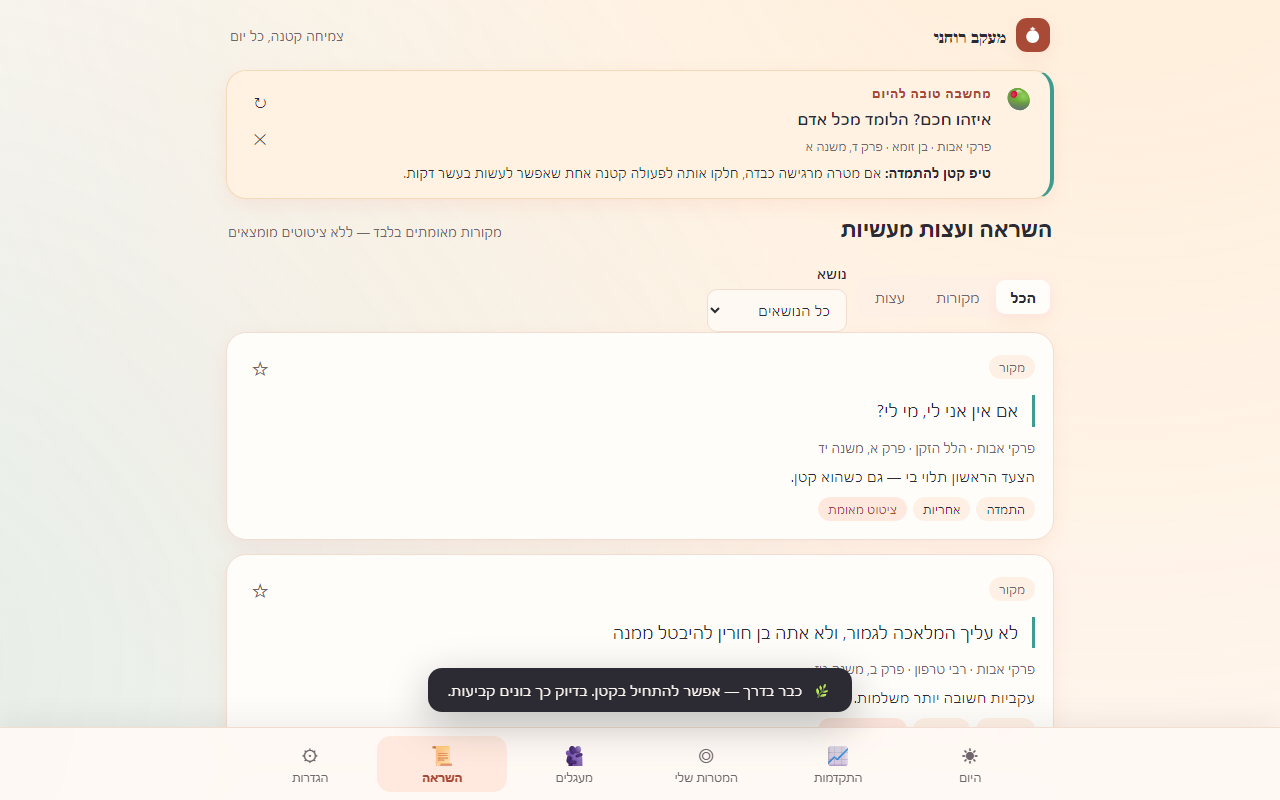 מעקב רוחני
צמיחה קטנה, כל יום
מחשבה טובה להיום
איזהו חכם? הלומד מכל אדם
פרקי אבות · בן זומא · פרק ד, משנה א
טיפ קטן להתמדה: אם מטרה מרגישה כבדה, חלקו אותה לפעולה קטנה אחת שאפשר לעשות בעשר דקות.
השראה ועצות מעשיות
מקורות מאומתים בלבד — ללא ציטוטים מומצאים
הכל
מקורות
עצות
נושא
כל הנושאים
מקור
אם אין אני לי, מי לי?
פרקי אבות · הלל הזקן · פרק א, משנה יד
הצעד הראשון תלוי בי — גם כשהוא קטן.
התמדה
אחריות
ציטוט מאומת
מקור
לא עליך המלאכה לגמור, ולא אתה בן חורין להיבטל ממנה
פרקי אבות · רבי טרפון · פרק ב, משנה
עקביות חשובה יותר משלמות.
כבר בדרך — אפשר להתחיל בקטן. בדיוק כך בונים קביעות.
היום
התקדמות
המטרות שלי
מעגלים
השראה
הגדרות